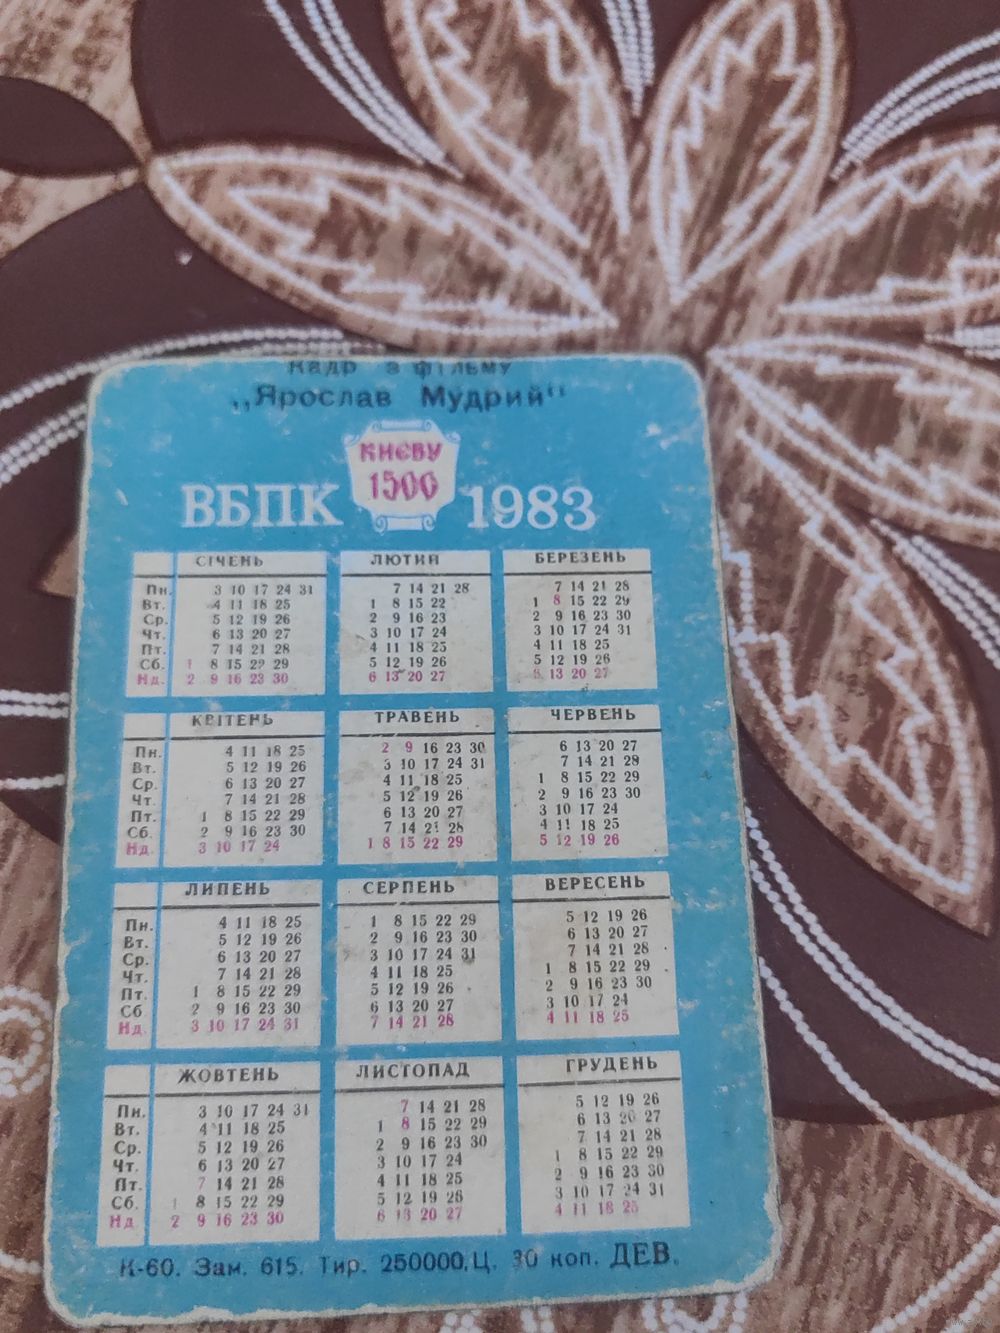 Кадр з фільму
„Ярослав Мудрий“
КИЄВУ
1500
ВБПК 1983
СІЧЕНЬ ЛЮТИЙ БЕРЕЗЕНЬ
Пн. 3 10 17 24 31 7 14 21 28 7 14 21 28
Вт. 4 11 18 25 1 8 15 22 1 8 15 22 29
Ср. 5 12 19 26 2 9 16 23 2 9 16 23 30
Чт. 6 13 20 27 3 10 17 24 3 10 17 24 31
Пт. 7 14 21 28 4 11 18 25 4 11 18 25
Сб. 1 8 15 22 29 5 12 19 26 5 12 19 26
Нд. 2 9 16 23 30 6 13 20 27 6 13 20 27
КВІТЕНЬ ТРАВЕНЬ ЧЕРВЕНЬ
Пн. 4 11 18 25 2 9 16 23 30 6 13 20 27
Вт. 5 12 19 26 3 10 17 24 31 7 14 21 28
Ср. 6 13 20 27 4 11 18 25 1 8 15 22 29
Чт. 7 14 21 28 5 12 19 26 2 9 16 23 30
Пт. 1 8 15 22 29 6 13 20 27 3 10 17 24
Сб. 2 9 16 23 30 7 14 21 28 4 11 18 25
Нд. 3 10 17 24 1 8 15 22 29 5 12 19 26
ЛИПЕНЬ СЕРПЕНЬ ВЕРЕСЕНЬ
Пн. 4 11 18 25 1 8 15 22 29 5 12 19 26
Вт. 5 12 19 26 2 9 16 23 30 6 13 20 27
Ср. 6 13 20 27 3 10 17 24 31 7 14 21 28
Чт. 7 14 21 28 4 11 18 25 1 8 15 22 29
Пт. 1 8 15 22 29 5 12 19 26 2 9 16 23 30
Сб. 2 9 16 23 30 6 13 20 27 3 10 17 24
Нд. 3 10 17 24 31 7 14 21 28 4 11 18 25
ЖОВТЕНЬ ЛИСТОПАД ГРУДЕНЬ
Пн. 3 10 17 24 31 7 14 21 28 5 12 19 26
Вт. 4 11 18 25 1 8 15 22 29 6 13 20 27
Ср. 5 12 19 26 2 9 16 23 30 7 14 21 28
Чт. 6 13 20 27 3 10 17 24 1 8 15 22 29
Пт. 7 14 21 28 4 11 18 25 2 9 16 23 30
Сб. 1 8 15 22 29 5 12 19 26 3 10 17 24 31
Нд. 2 9 16 23 30 6 13 20 27 4 11 18 25
К-60. Зам. 615. Тир. 250000, Ц. 30 коп. ДЕВ.